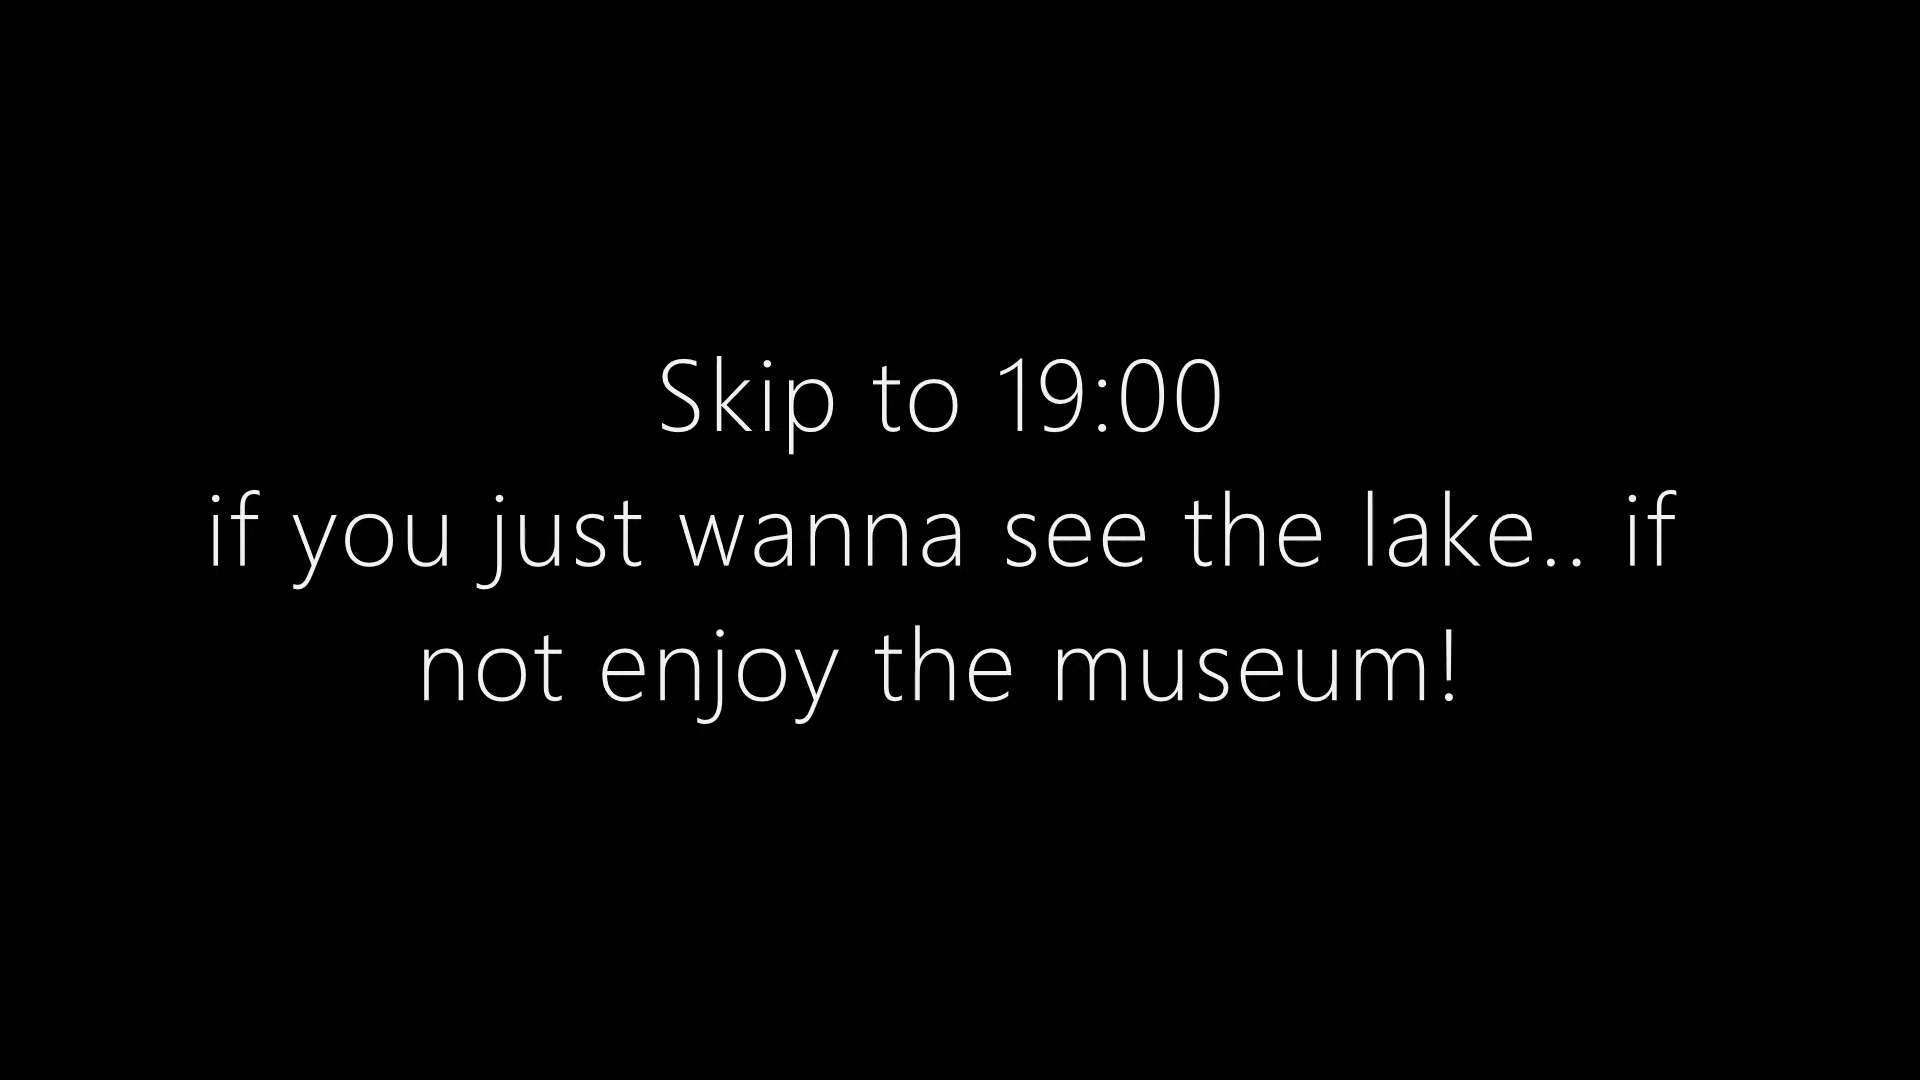 Skip to 19:00
if you just wanna see the lake.. if
not enjoy the museum!